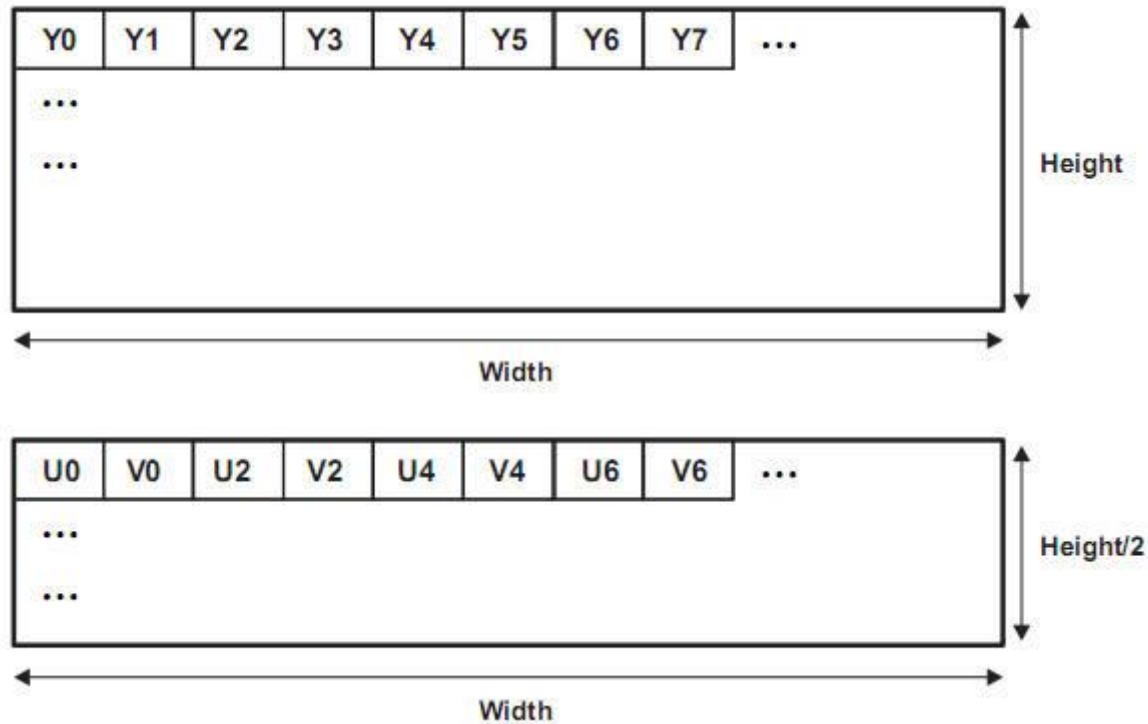 Y0 Y1 Y2 Y3 Y4 Y5 Y6 Y7 ...
...
...
Height
Width
U0 V0 U2 V2 U4 V4 U6 V6 ...
...
Height/2
...
Width